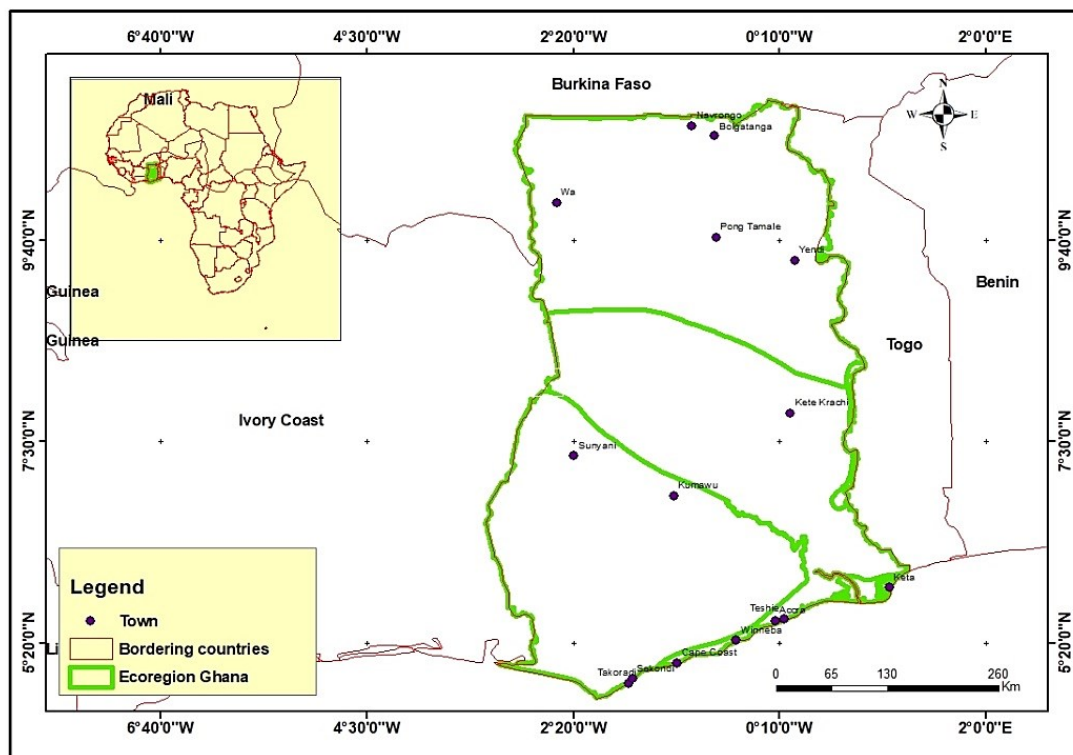 6°40'0"W
4°30'0"W
2°20'0"W
0°10'0"W
2°0'0"E
Burkina Faso
Mali
N
W
E
S
Navrongo
Bolgatanga
Wa
Pong Tamale
Yendi
9°40'0"N
9°40'0"N
Guinea
Benin
Guinea
Togo
Ivory Coast
Kete Krachi
7°30'0"N
7°30'0"N
Sunyani
Kumawu
Legend
Town
Bordering countries
Ecoregion Ghana
Keta
Teshie
Accra
Winneba
Cape Coast
Takoradi
Sekondi
5°20'0"N
5°20'0"N
Li
0
65
130
260
Km
6°40'0"W
4°30'0"W
2°20'0"W
0°10'0"W
2°0'0"E